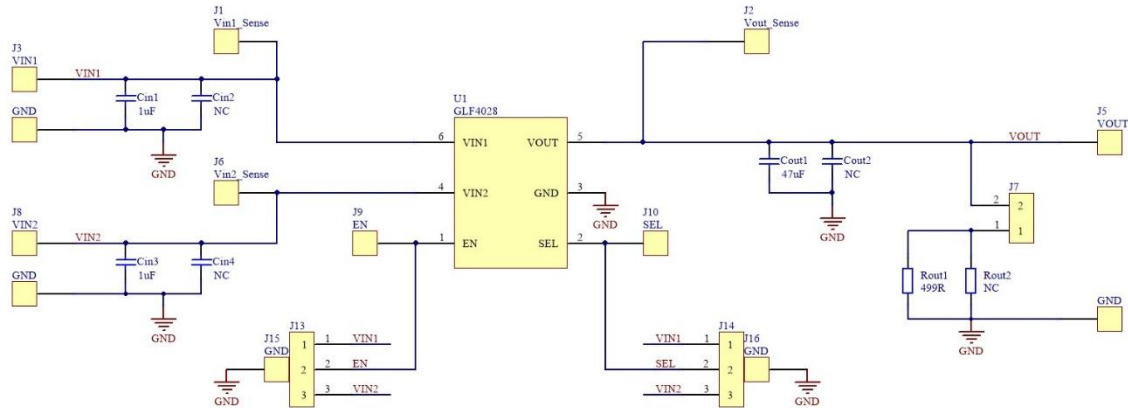 J1
Vin1_Sense
J2
Vout_Sense
J3
VIN1
VIN1
Cin1
1uF
Cin2
NC
GND
GND
U1
GLF4028
6 VIN1
VOUT 5
4 VIN2
GND 3
1 EN
SEL 2
GND
VOUT
J5
VOUT
Cout1
47uF
Cout2
NC
GND
J7
2 2
1 1
J6
Vin2_Sense
J8
VIN2
VIN2
Cin3
1uF
Cin4
NC
GND
GND
J9
EN
J10
SEL
Rout1
499R
Rout2
NC
GND
GND
J13
J15
GND
GND
1 1 VIN1
2 2 EN
3 3 VIN2
J14
J16
GND
VIN1 1 1
SEL 2 2
VIN2 3 3
GND